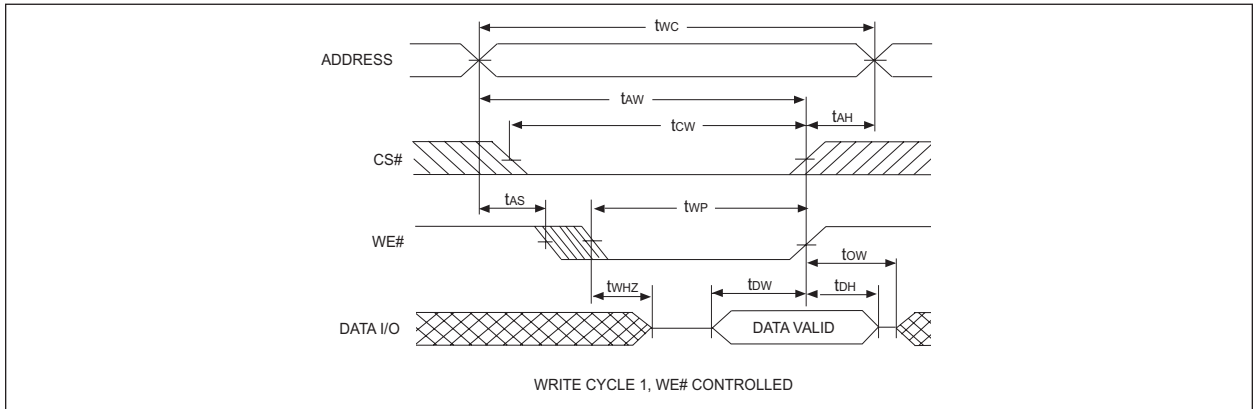 tWC
ADDRESS
tAW
tCW
tAH
CS#
tAS
tWP
WE#
tOW
tWHZ
tDW
tDH
DATA I/O
DATA VALID
WRITE CYCLE 1, WE# CONTROLLED